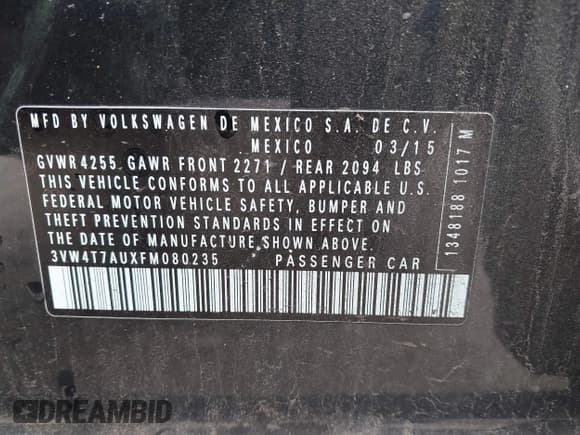 MFD BY VOLKSWAGEN DE MEXICO S.A. DE C.V.
MEXICO 03/15
GVWR 4255 GAWR FRONT 2271 / REAR 2094 LBS
THIS VEHICLE CONFORMS TO ALL APPLICABLE U.S.
FEDERAL MOTOR VEHICLE SAFETY, BUMPER AND
THEFT PREVENTION STANDARDS IN EFFECT ON
THE DATE OF MANUFACTURE SHOWN ABOVE.
3VW4T7AUXFM080235 PASSENGER CAR
1348188 1017 M
DREAMBID